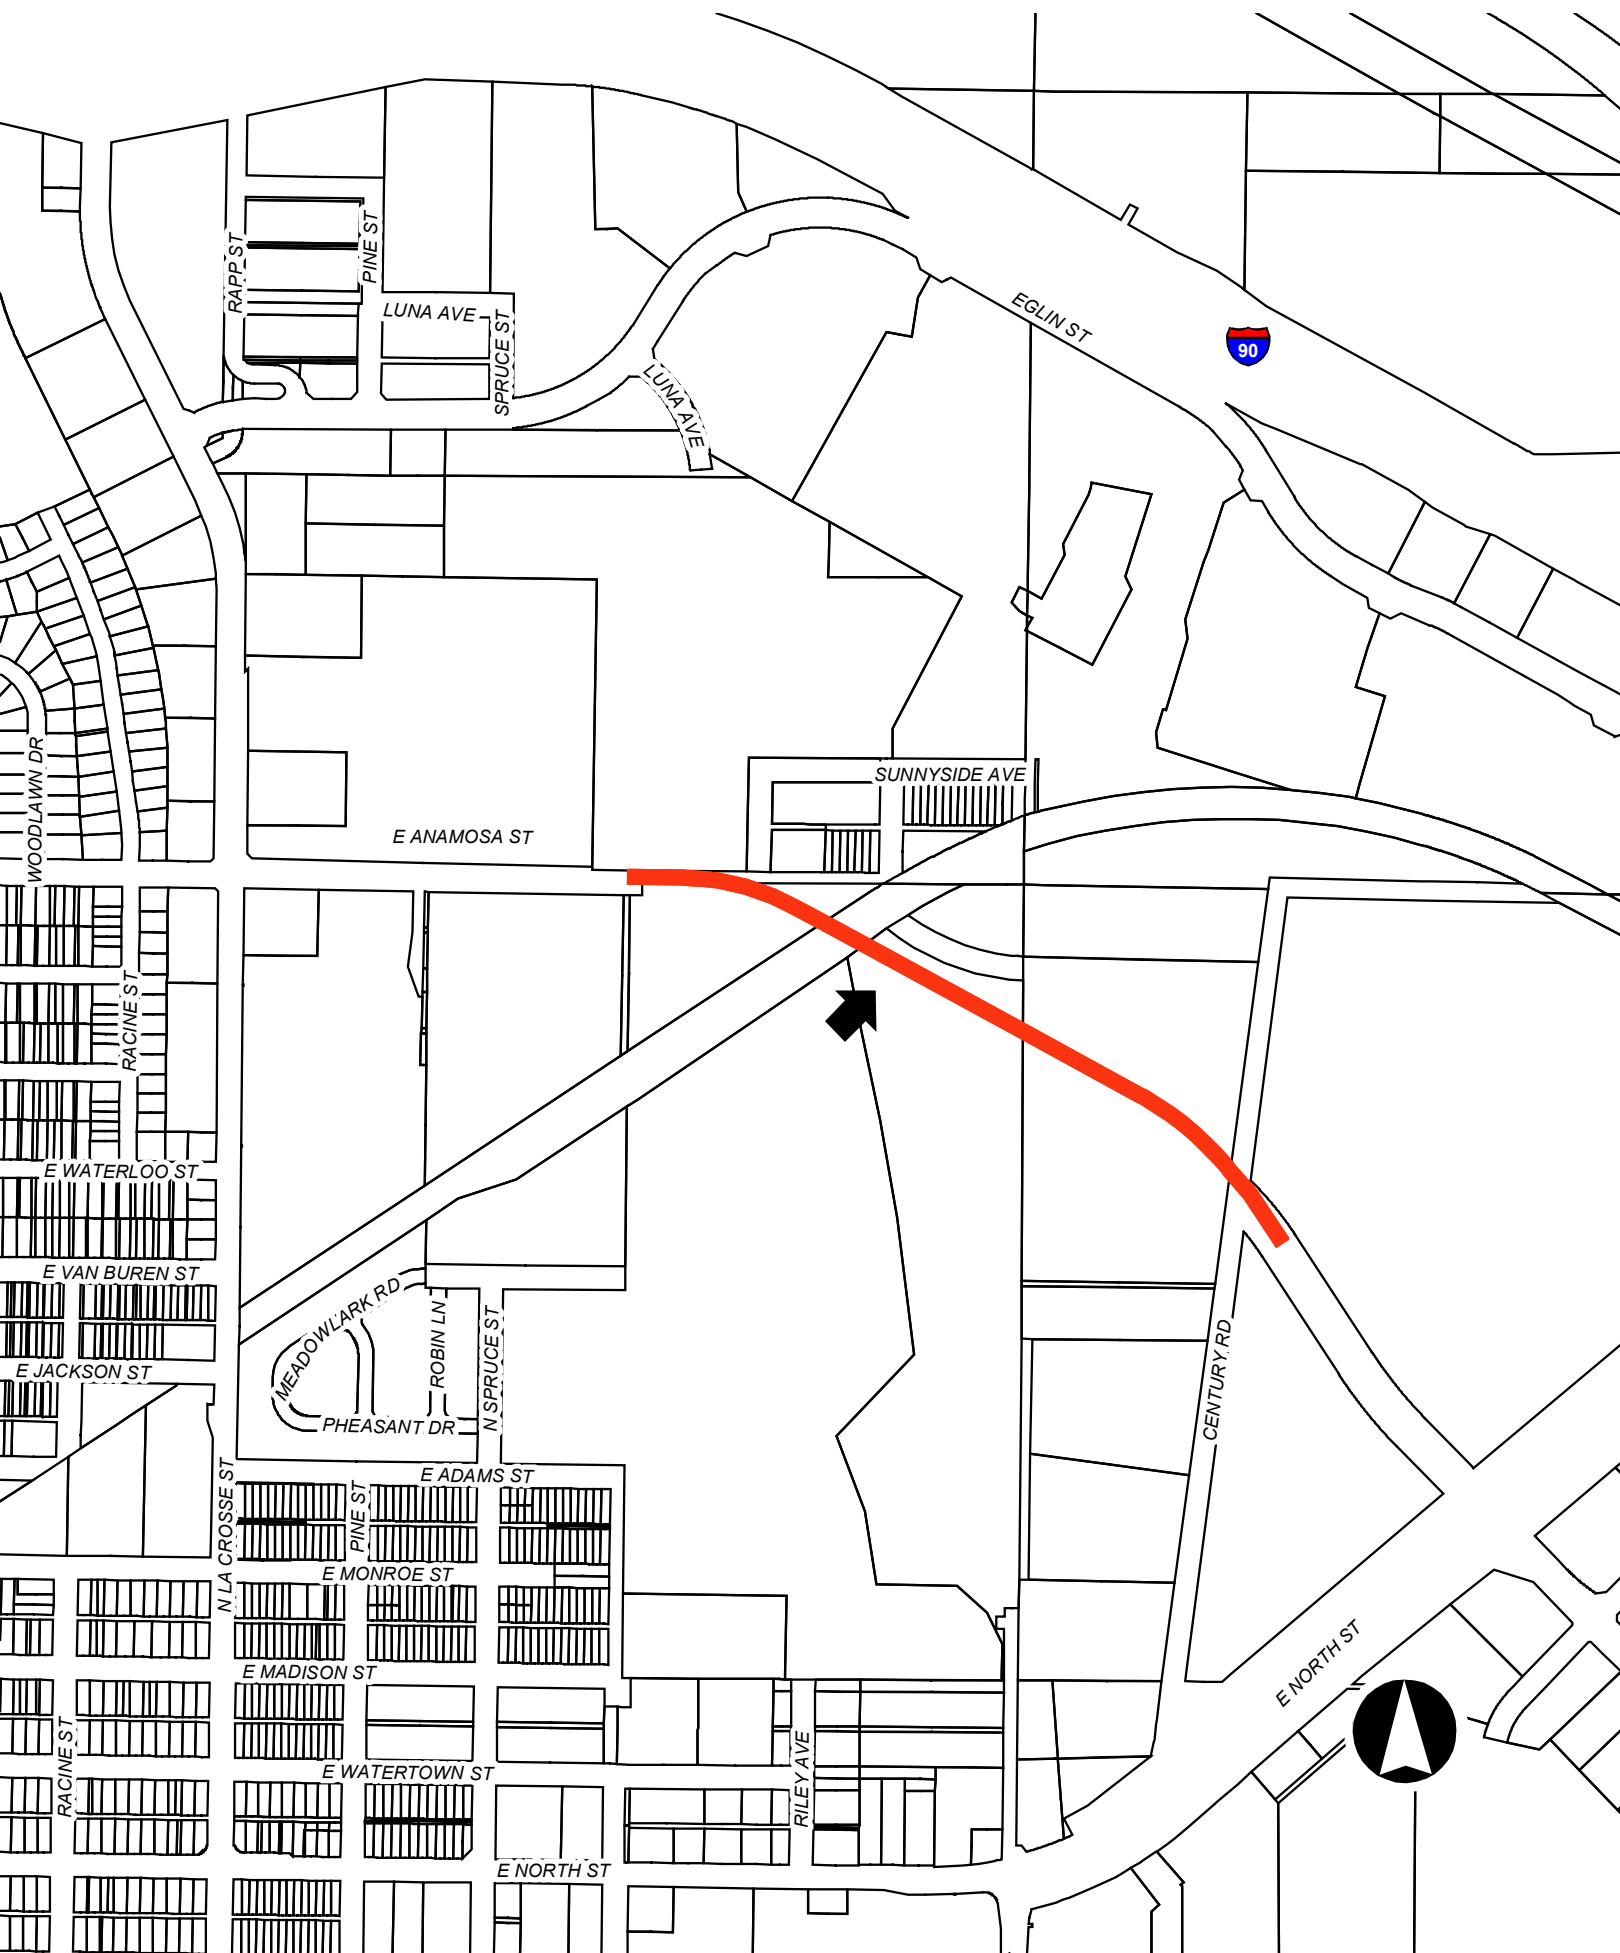 RAPP ST
PINE ST
LUNA AVE
SPRUCE ST
LUNA AVE
EGLIN ST
90
WOODLAWN DR
SUNNYSIDE AVE
E ANAMOSA ST
RACINE ST
E WATERLOO ST
E VAN BUREN ST
MEADOWLARK RD
ROBIN LN
N SPRUCE ST
CENTURY RD
E JACKSON ST
PHEASANT DR
E ADAMS ST
N LA CROSSE ST
PINE ST
E MONROE ST
E MADISON ST
E NORTH ST
RACINE ST
E WATERTOWN ST
RILEY AVE
E NORTH ST